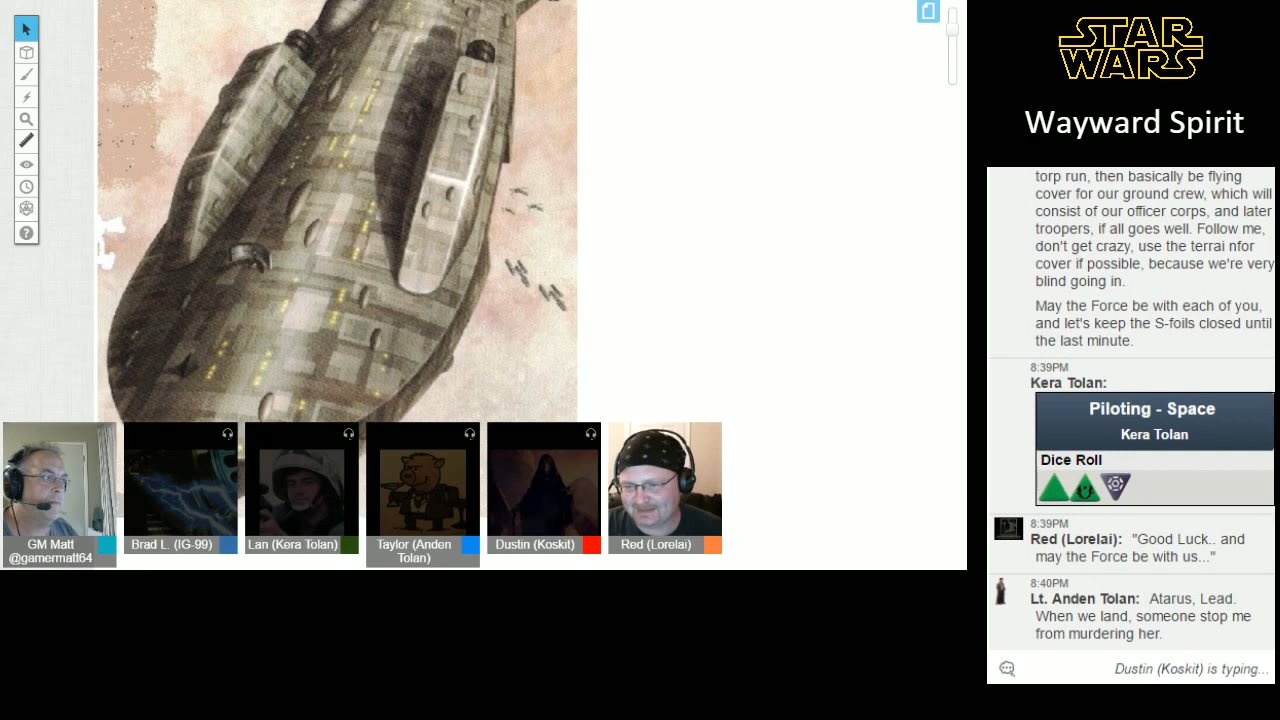 STAR
WARS
Wayward Spirit
torp run, then basically be flying
cover for our ground crew, which will
consist of our officer corps, and later
troopers, if all goes well. Follow me,
don't get crazy, use the terrai nfor
cover if possible, because we're very
blind going in.
May the Force be with each of you,
and let's keep the S-foils closed until
the last minute.
8:39PM
Kera Tolan:
Piloting - Space
Kera Tolan
Dice Roll
8:39PM
Red (Lorelai): "Good Luck.. and
may the Force be with us..."
8:40PM
Lt. Anden Tolan: Atarus, Lead.
When we land, someone stop me
from murdering her.
Dustin (Koskit) is typing...
GM Matt
@gamermatt64
Brad L. (IG-99)
Lan (Kera Tolan)
Taylor (Anden
Tolan)
Dustin (Koskit)
Red (Lorelai)